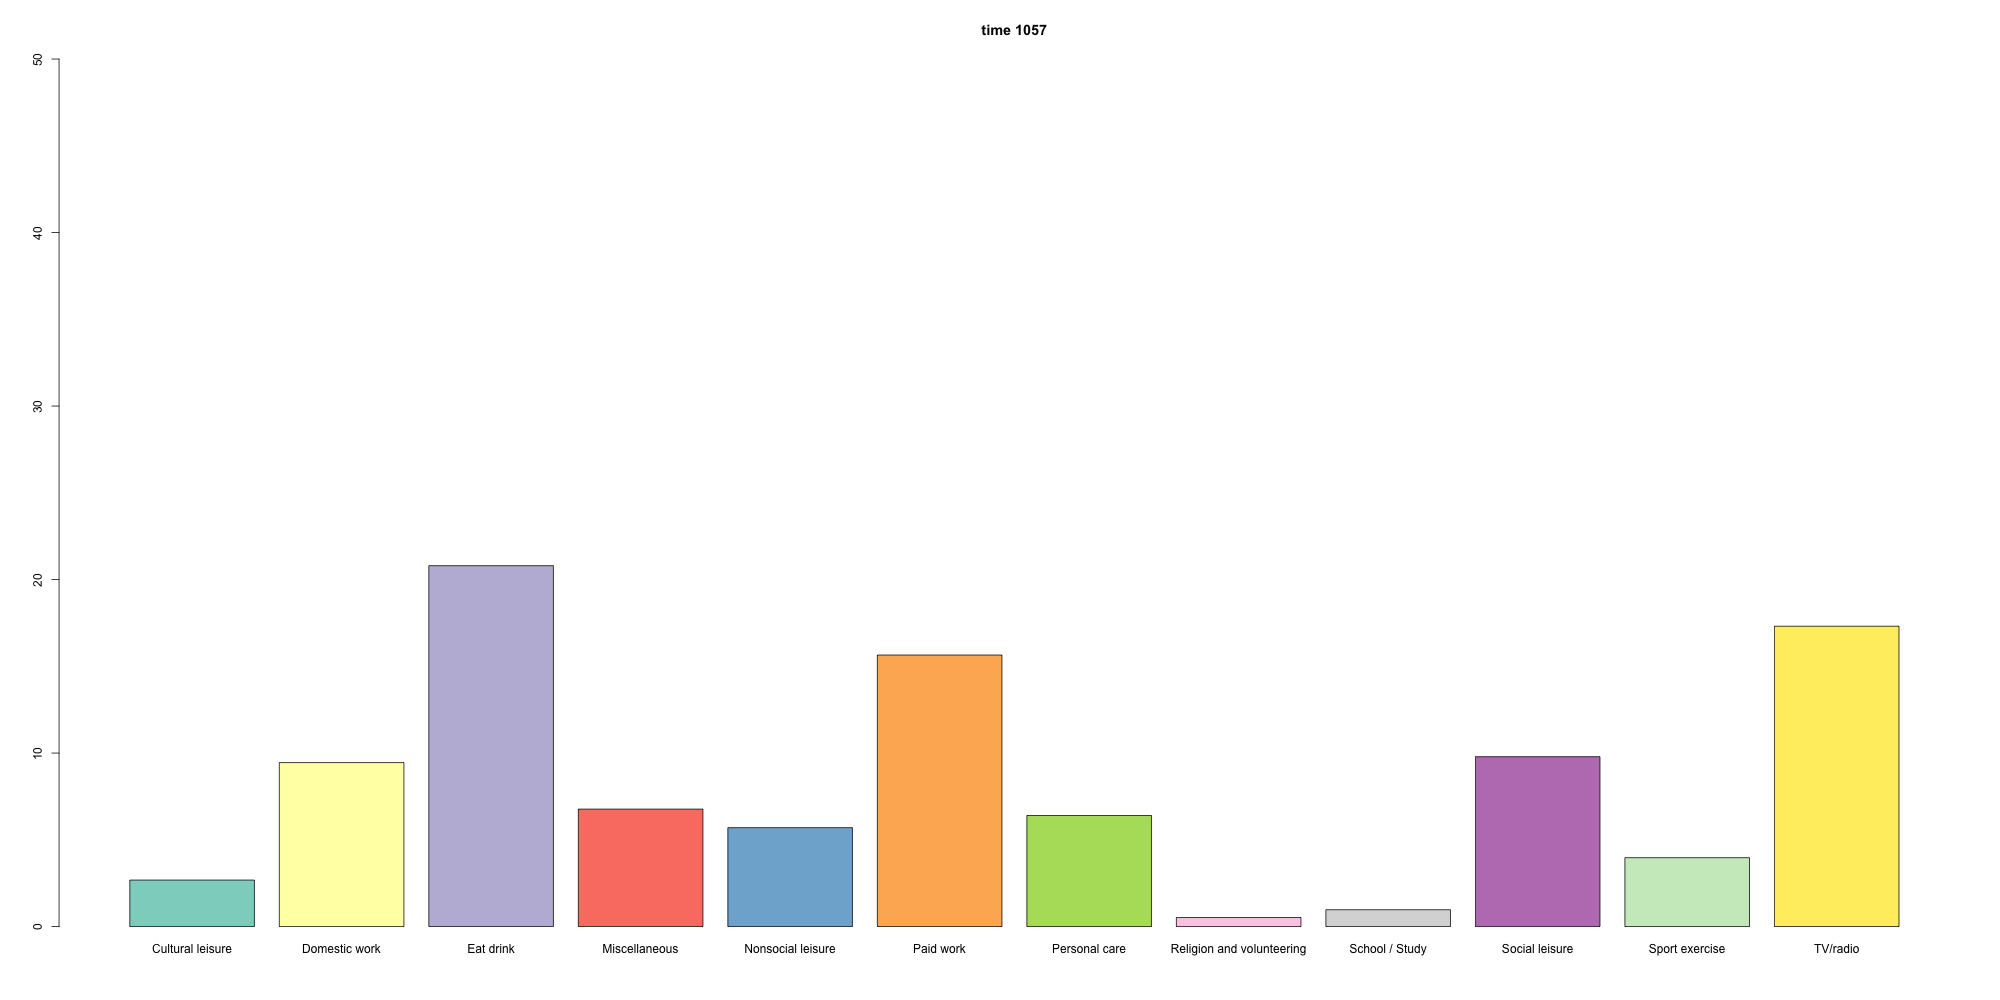 time 1057
50
40
30
20
10
0
Cultural leisure
Domestic work
Eat drink
Miscellaneous
Nonsocial leisure
Paid work
Personal care
Religion and volunteering
School / Study
Social leisure
Sport exercise
TV/radio